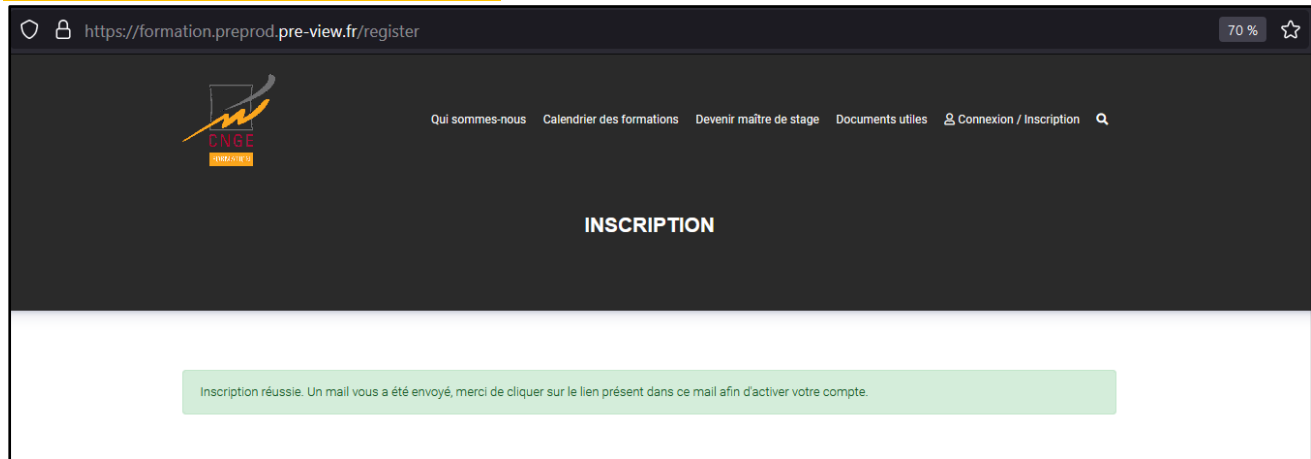 https://formation.preprod.pre-view.fr/register
70 %
CNGE
FORMATION
Qui sommes-nous Calendrier des formations Devenir maître de stage Documents utiles Connexion / Inscription
INSCRIPTION
Inscription réussie. Un mail vous a été envoyé, merci de cliquer sur le lien présent dans ce mail afin d'activer votre compte.